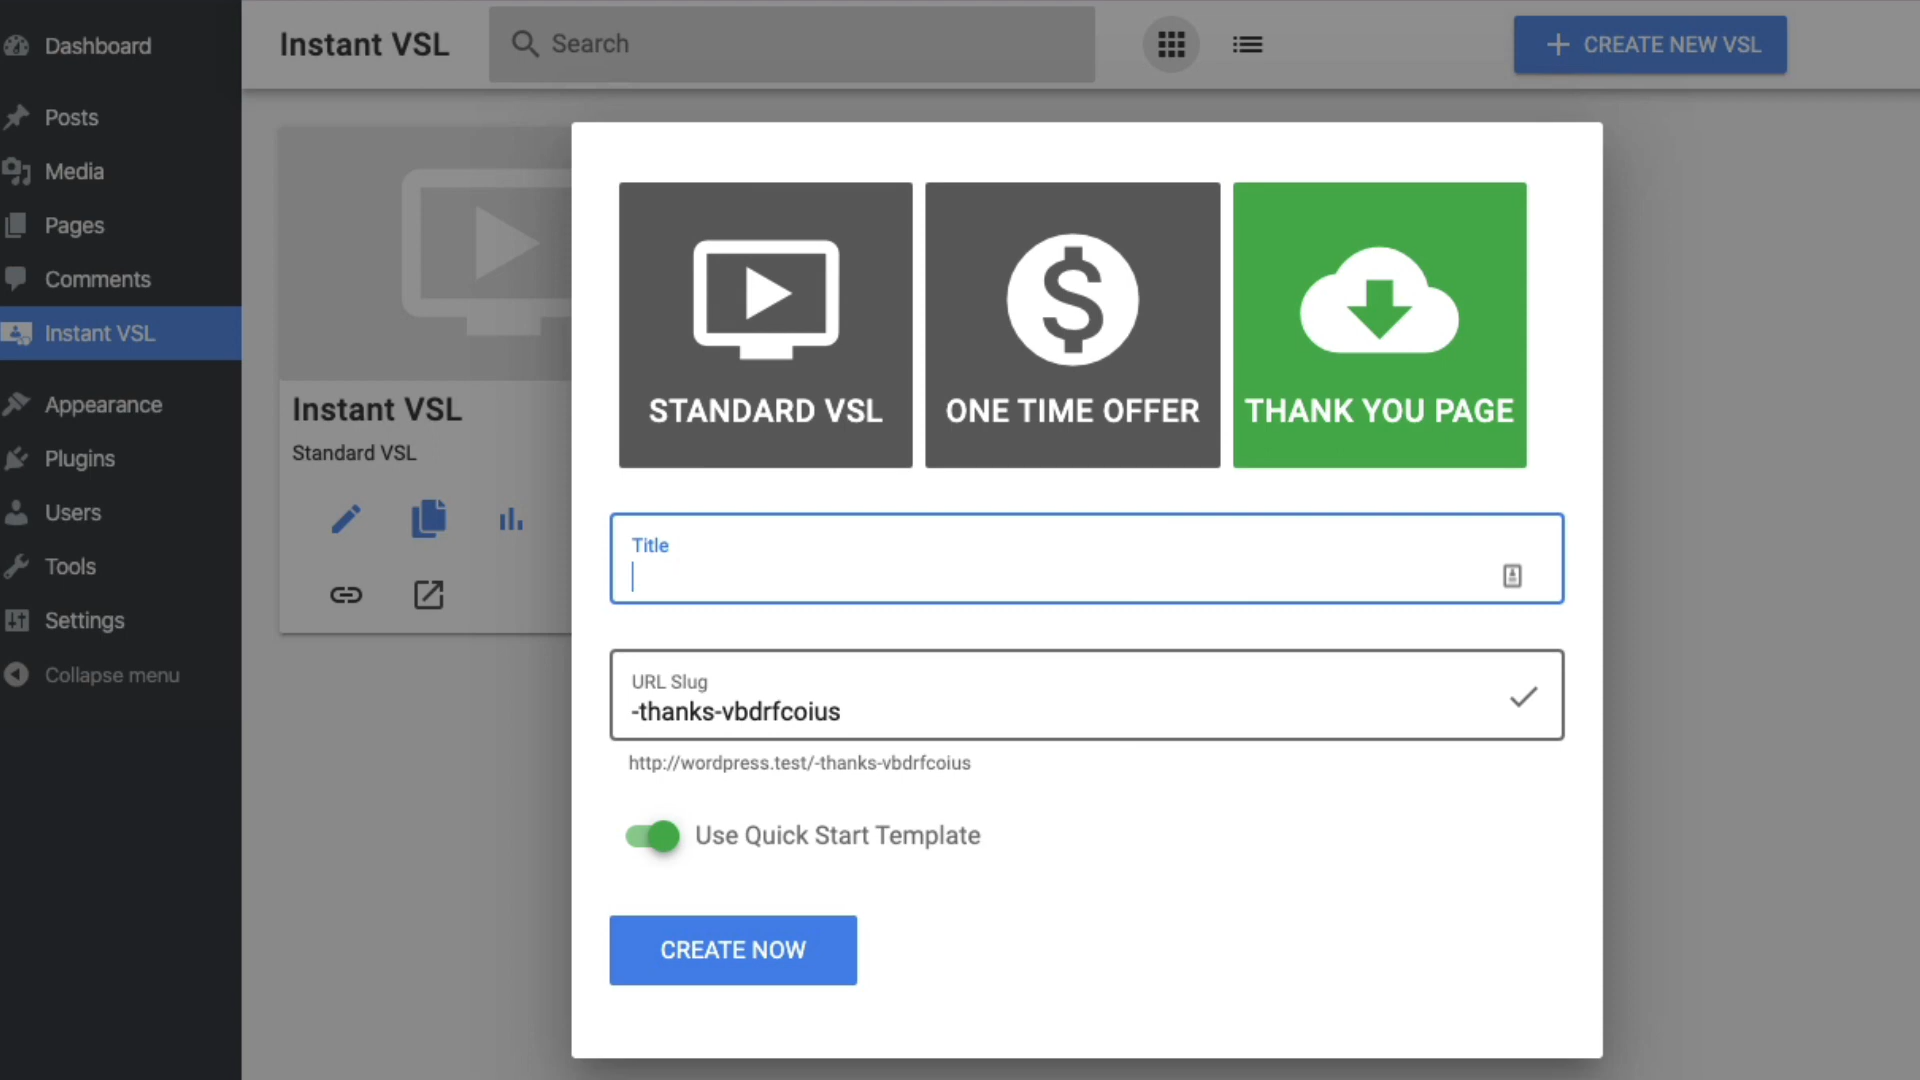 Dashboard
Posts
Media
Pages
Comments
Instant VSL
Appearance
Plugins
Users
Tools
Settings
Collapse menu
Instant VSL
Search
CREATE NEW VSL
Instant VSL
Standard VSL
STANDARD VSL
ONE TIME OFFER
THANK YOU PAGE
Title
URL Slug
-thanks-vbdrfcoius
http://wordpress.test/-thanks-vbdrfcoius
Use Quick Start Template
CREATE NOW